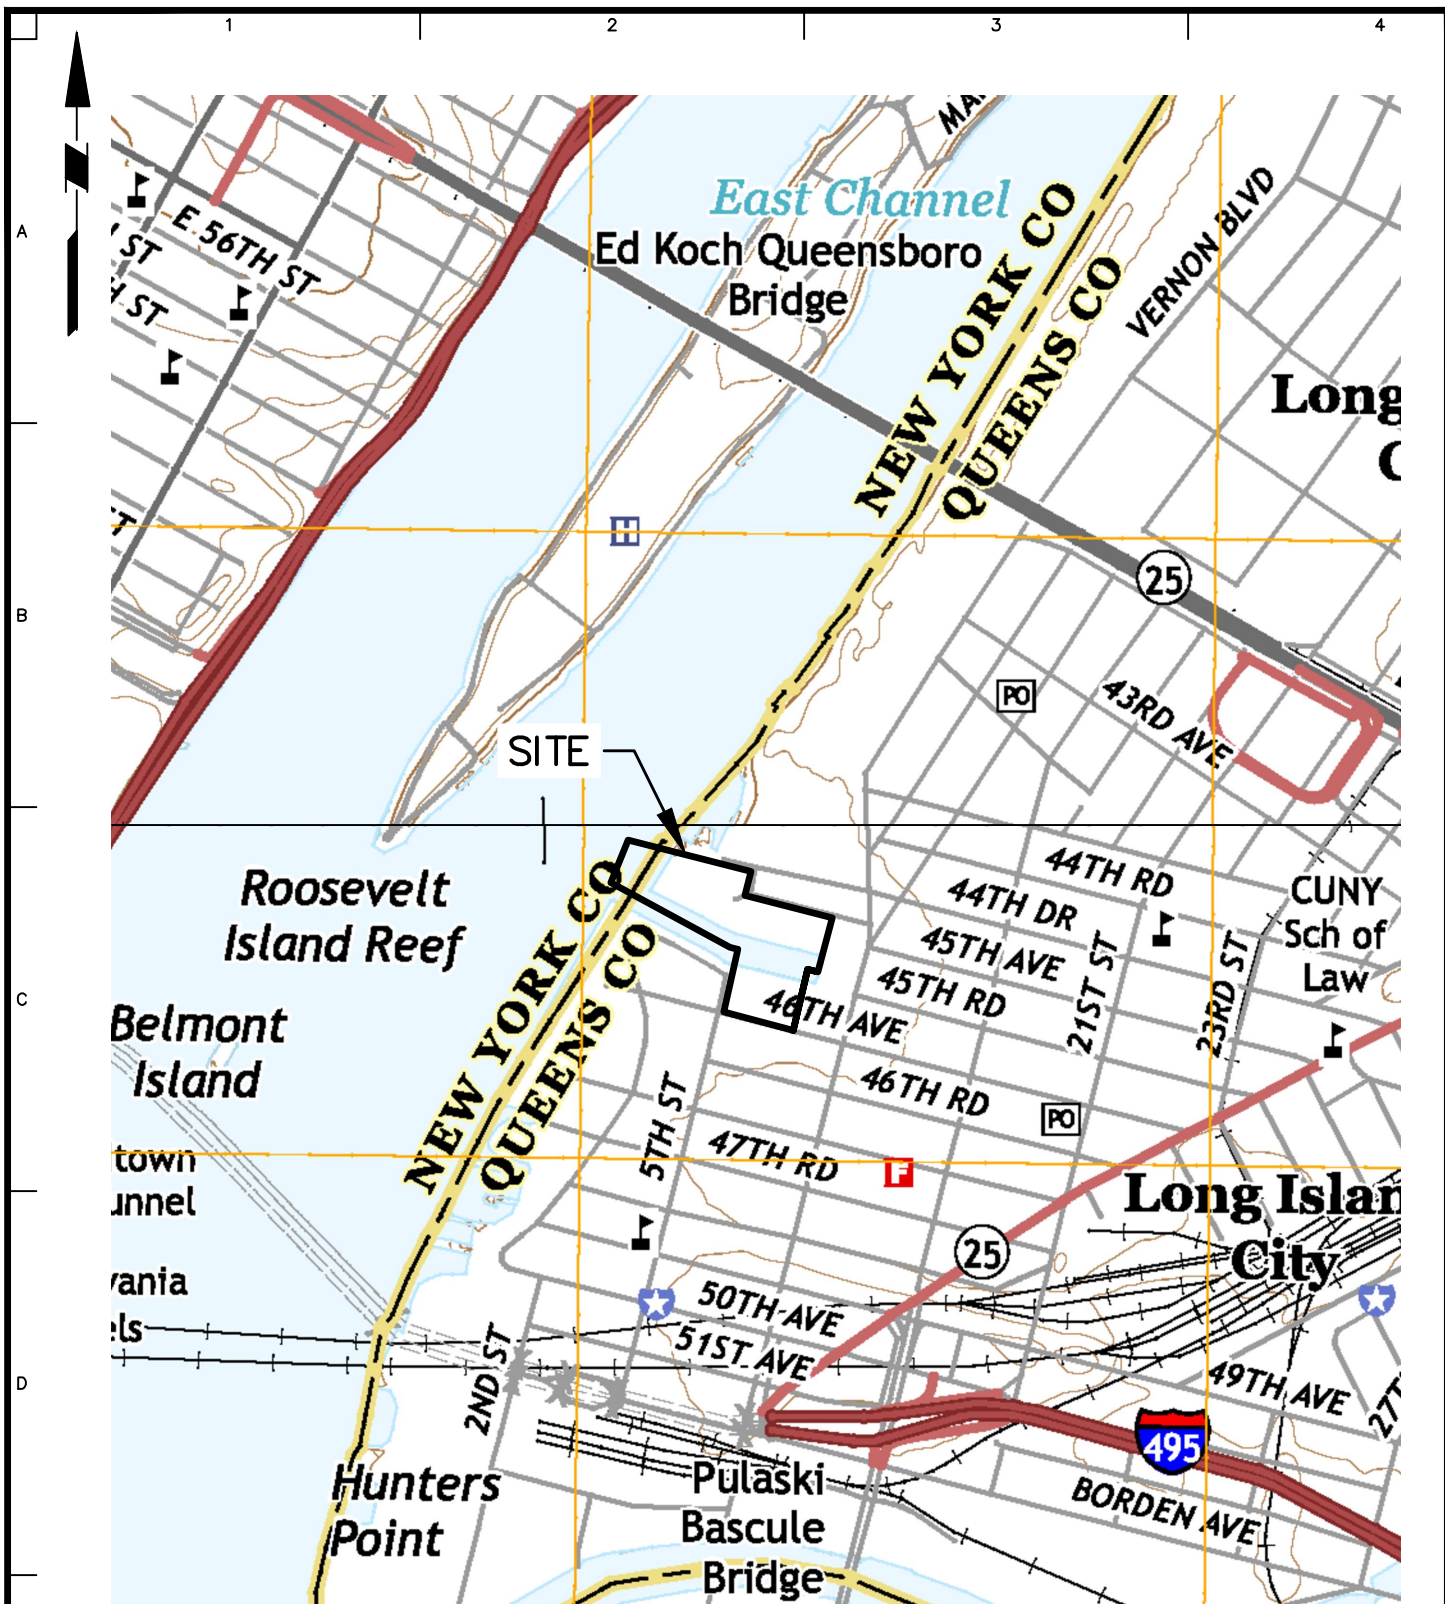 1 2 3 4
A
B
C
D
MA
East Channel
Ed Koch Queensboro
Bridge
E 56TH ST
ST
H ST
NEW YORK CO
QUEENS CO
VERNON BLVD
Long
C
H
25
PO
43RD AVE
SITE
44TH RD
44TH DR
45TH AVE
45TH RD
46TH AVE
46TH RD
47TH RD
21ST ST
23RD ST
CUNY
Sch of
Law
Roosevelt
Island Reef
Belmont
Island
NEW YORK CO
QUEENS CO
5TH ST
PO
F
town
unnel
vania
els
Long Islan
City
25
50TH AVE
51ST AVE
2ND ST
49TH AVE
27T
495
BORDEN AVE
Hunters
Point
Pulaski
Bascule
Bridge